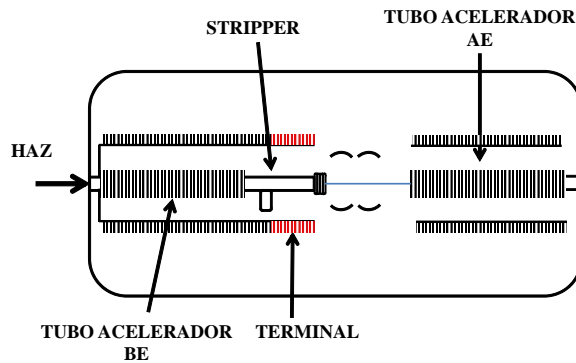 TUBO ACELERADOR
AE
STRIPPER
HAZ
TUBO ACELERADOR
BE
TERMINAL